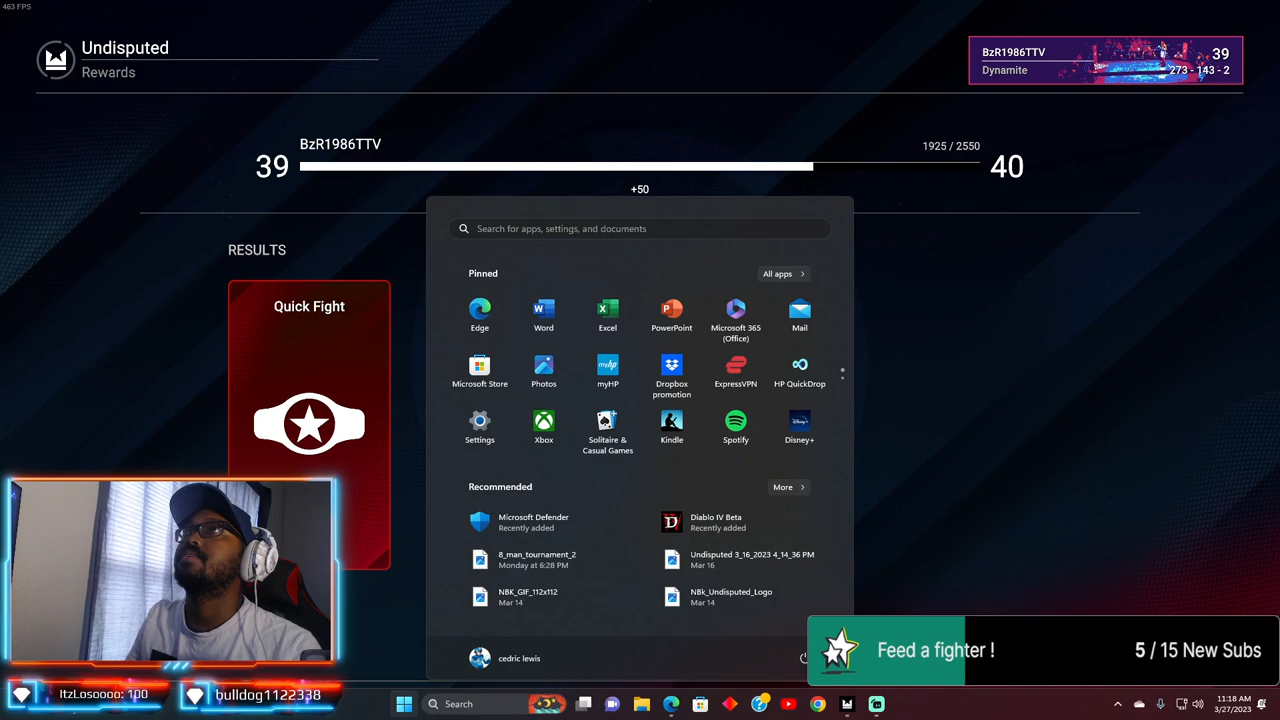 463 FPS
Undisputed
Rewards
BzR1986TTV
39
Dynamite
273 - 143 - 2
BzR1986TTV
39
1925 / 2550
40
+50
RESULTS
Quick Fight
Search for apps, settings, and documents
Pinned
All apps
Edge
Word
Excel
PowerPoint
Microsoft 365
(Office)
Mail
Microsoft Store
Photos
myHP
Dropbox
promotion
ExpressVPN
HP QuickDrop
Settings
Xbox
Solitaire &
Casual Games
Kindle
Spotify
Disney+
Recommended
More
Microsoft Defender
Recently added
Diablo IV Beta
Recently added
8_man_tournament_2
Monday at 6:28 PM
Undisputed 3_16_2023 4_14_36 PM
Mar 16
NBK_GIF_112x112
Mar 14
NBk_Undisputed_Logo
Mar 14
cedric lewis
Feed a fighter !
5 / 15 New Subs
ItzLosoooo: 100
bulldog1122338
Search
11:18 AM
3/27/2023